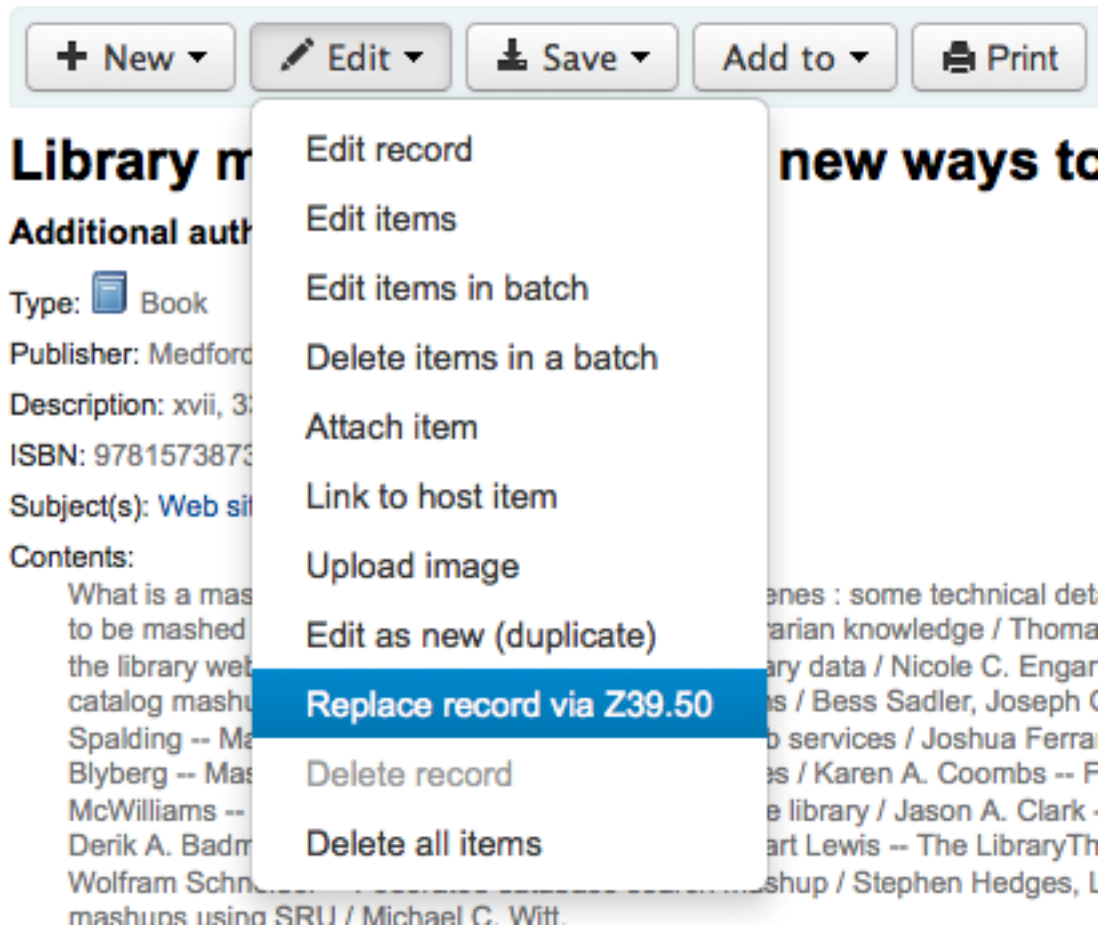 New Edit Save Add to Print
Library m new ways to
Additional auth
Type: Book
Publisher: Medford
Description: xvii, 33
ISBN: 9781573873
Subject(s): Web sit
Contents:
What is a mas enes : some technical deta
to be mashed rarian knowledge / Thoma
the library web ary data / Nicole C. Engar
catalog mashu ns / Bess Sadler, Joseph
Spalding -- Ma b services / Joshua Ferra
Blyberg -- Mas es / Karen A. Coombs -- F
McWilliams -- e library / Jason A. Clark -
Derik A. Badm art Lewis -- The LibraryTh
Wolfram database search mashup / Stephen Hedges, L
mashups using SRU / Michael C. Witt.
Edit record
Edit items
Edit items in batch
Delete items in a batch
Attach item
Link to host item
Upload image
Edit as new (duplicate)
Replace record via Z39.50
Delete record
Delete all items